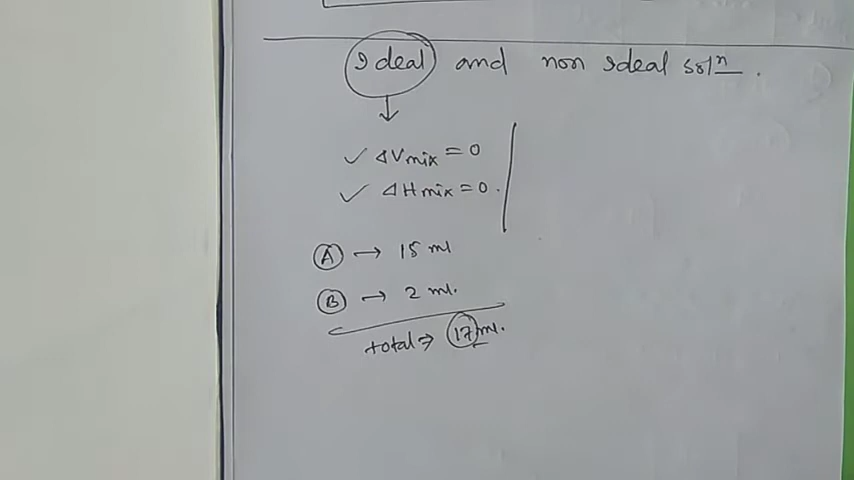 Ideal and non Ideal solⁿ.
✓ ΔVmix = 0
✓ ΔHmix = 0.
A → 15 ml
B → 2 ml.
total ⇒ 17 ml.